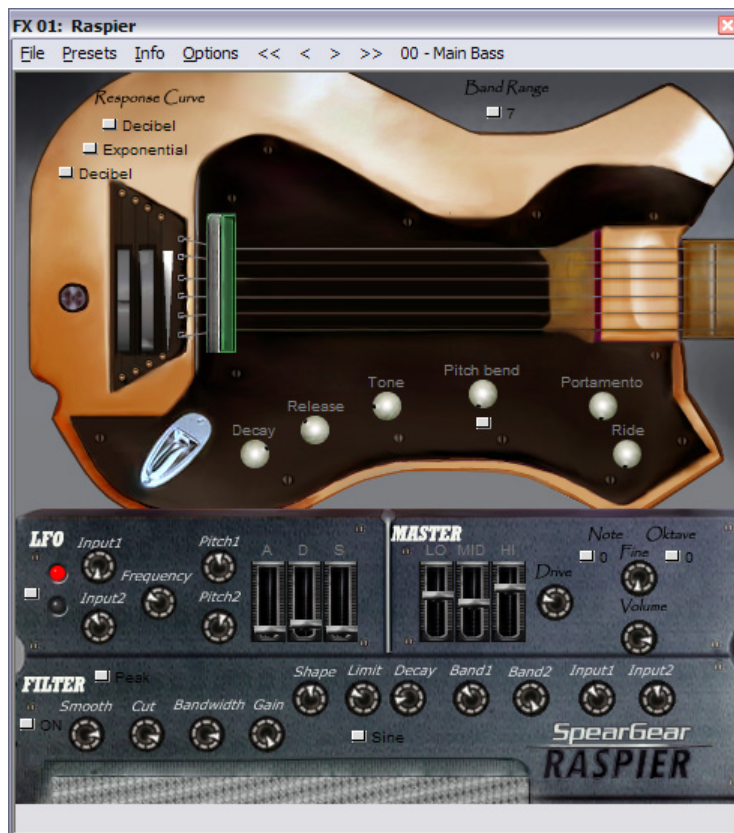 FX 01: Raspier
File Presets Info Options << < > >> 00 - Main Bass
Response Curve
Band Range
7
Decibel
Exponential
Decibel
Pitch bend
Tone
Portamento
Release
Decay
Ride
LFO
Input1
Pitch1
A D S
Frequency
Input2
Pitch2
MASTER
LO MID HI
Note Oktave
0 Fine 0
Drive
Volume
FILTER
Peak
Shape Limit Decay Band1 Band2 Input1 Input2
ON
Smooth Cut Bandwidth Gain
Sine
SpearGear
RASPIER